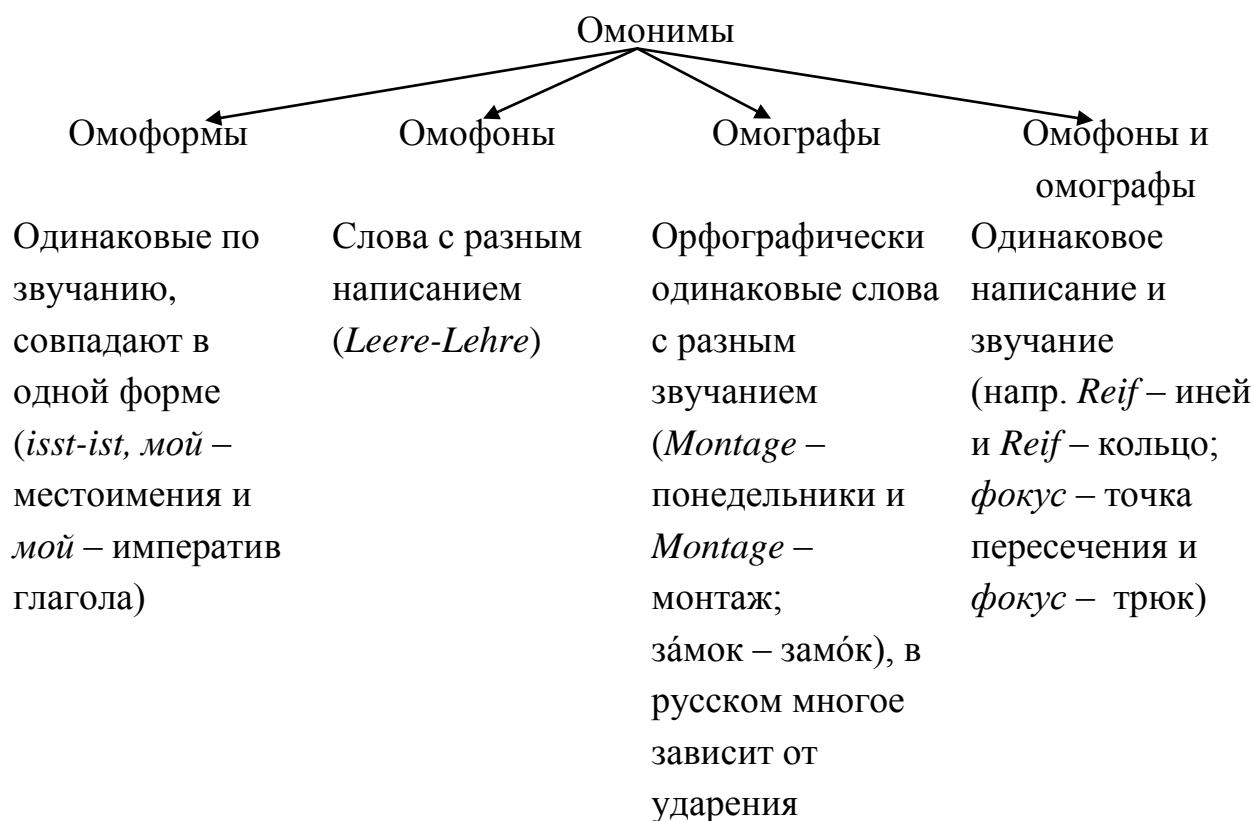 Омонимы
Омоформы
Омофоны
Омографы
Омофоны и
омографы
Одинаковые по
звучанию,
совпадают в
одной форме
(isst-ist, мой –
местоимения и
мой – императив
глагола)
Слова с разным
написанием
(Leere-Lehre)
Орфографически
одинаковые слова
с разным
звучанием
(Montage –
понедельники и
Montage –
монтаж;
за́мок – замо́к), в
русском многое
зависит от
ударения
Одинаковое
написание и
звучание
(напр. Reif – иней
и Reif – кольцо;
фокус – точка
пересечения и
фокус – трюк)